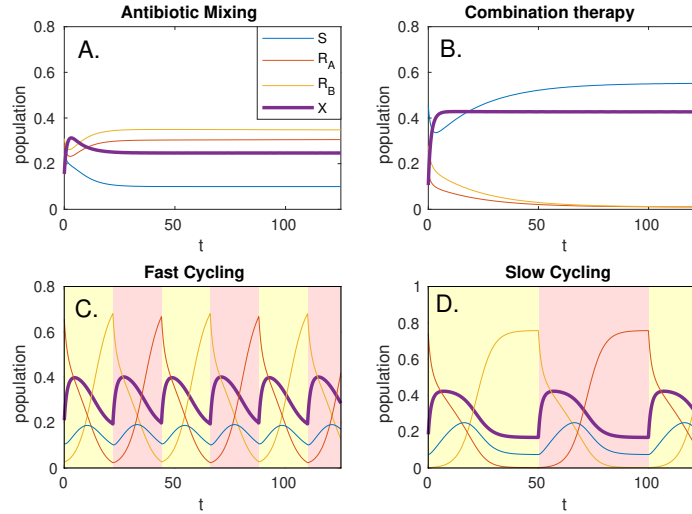 Antibiotic Mixing
A.
S
R_A
R_B
X
0.8
0.6
0.4
0.2
0
population
0 50 100
t
Combination therapy
B.
0.8
0.6
0.4
0.2
0
population
0 50 100
t
Fast Cycling
C.
0.8
0.6
0.4
0.2
0
population
0 50 100
t
Slow Cycling
D.
1
0.8
0.6
0.4
0.2
0
population
0 50 100
t